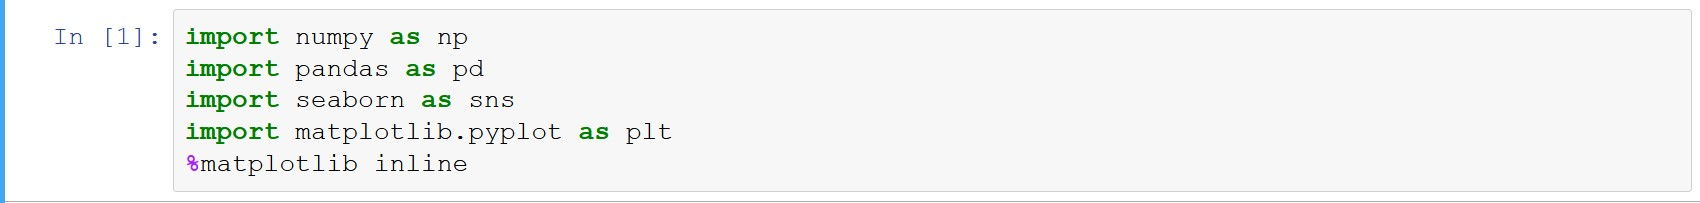 In [1]:
import numpy as np
import pandas as pd
import seaborn as sns
import matplotlib.pyplot as plt
%matplotlib inline